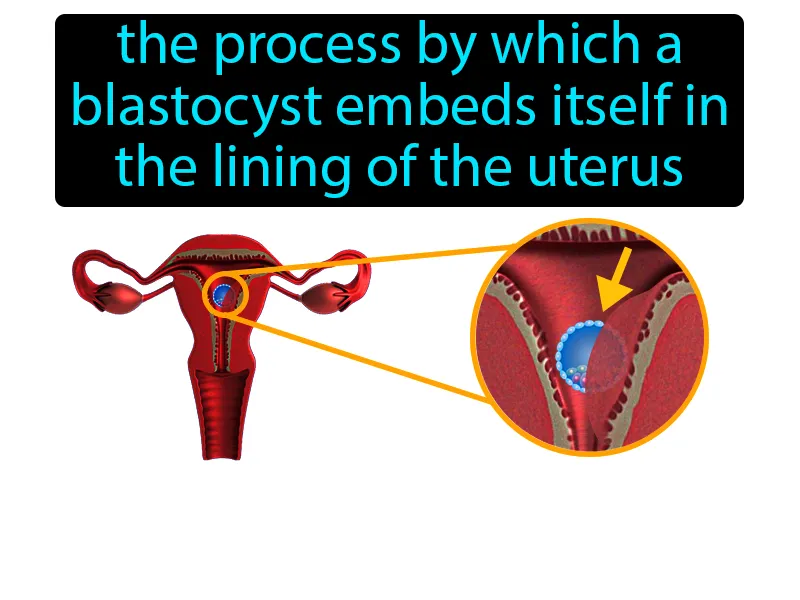 the process by which a
blastocyst embeds itself in
the lining of the uterus